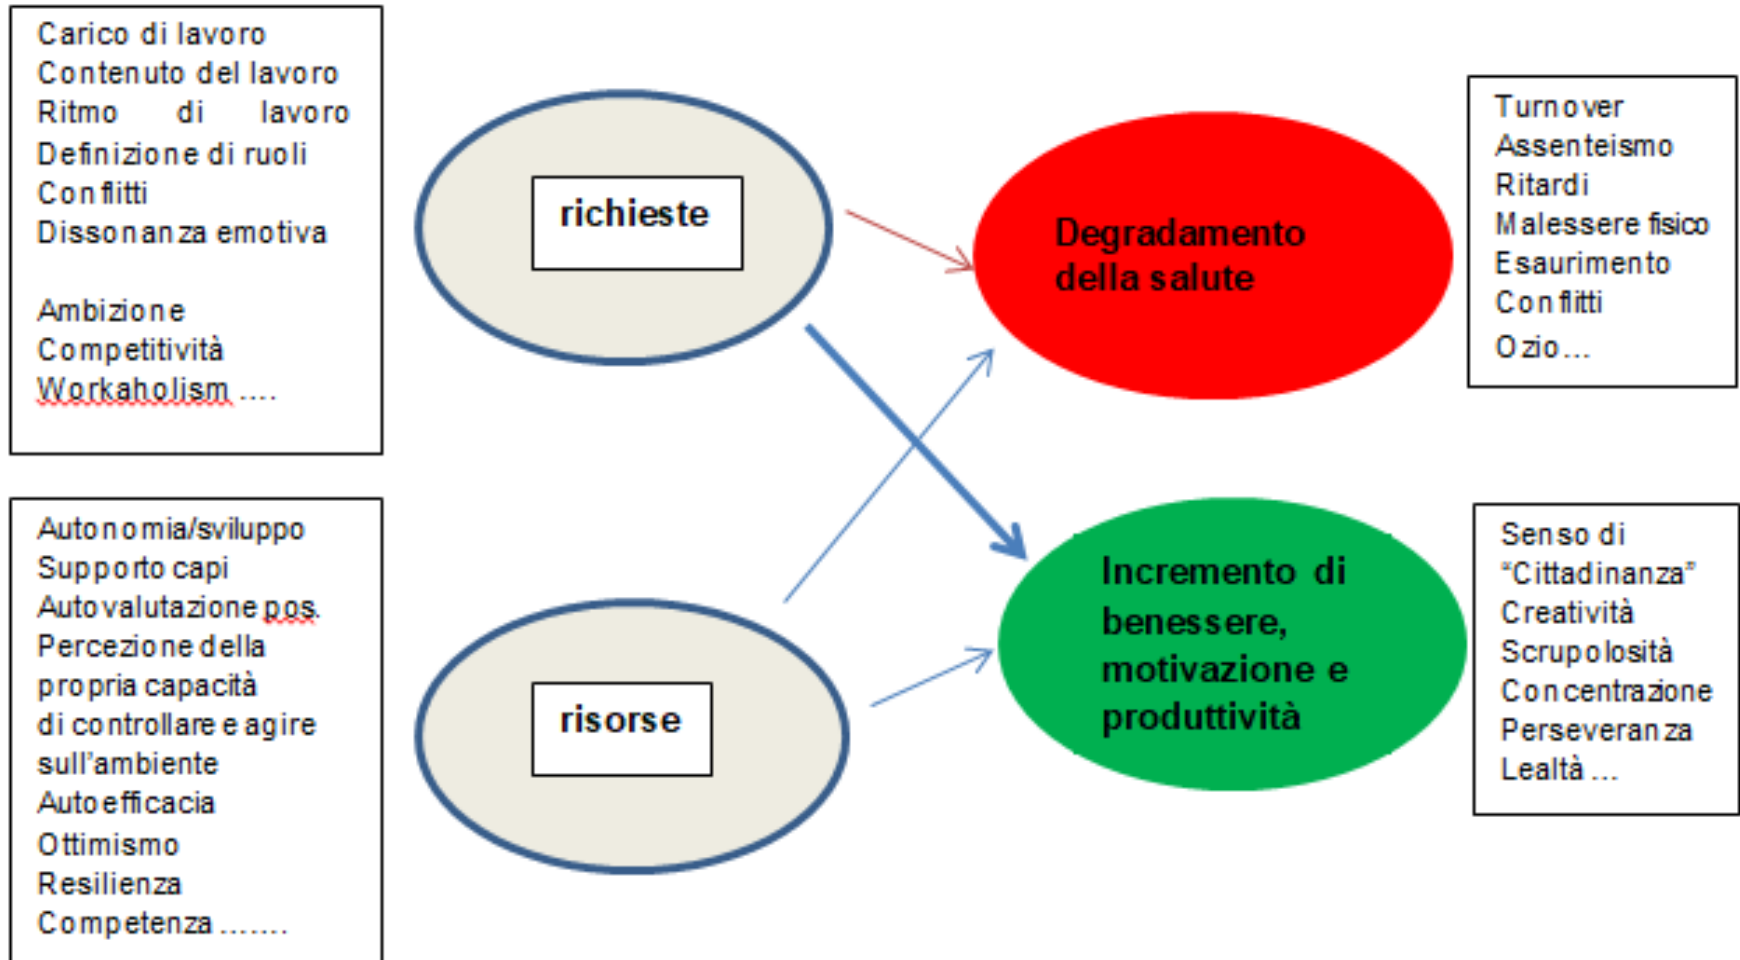 Carico di lavoro
Contenuto del lavoro
Ritmo di lavoro
Definizione di ruoli
Conflitti
Dissonanza emotiva
Ambizione
Competitività
Workaholism ....
richieste
Degradamento
della salute
Turnover
Assenteismo
Ritardi
Malessere fisico
Esaurimento
Conflitti
Ozio...
Autonomia/sviluppo
Supporto capi
Autovalutazione pos.
Percezione della
propria capacità
di controllare e agire
sull'ambiente
Autoefficacia
Ottimismo
Resilienza
Competenza .......
risorse
Incremento di
benessere,
motivazione e
produttività
Senso di
“Cittadinanza”
Creatività
Scrupolosità
Concentrazione
Perseveranza
Lealtà ...